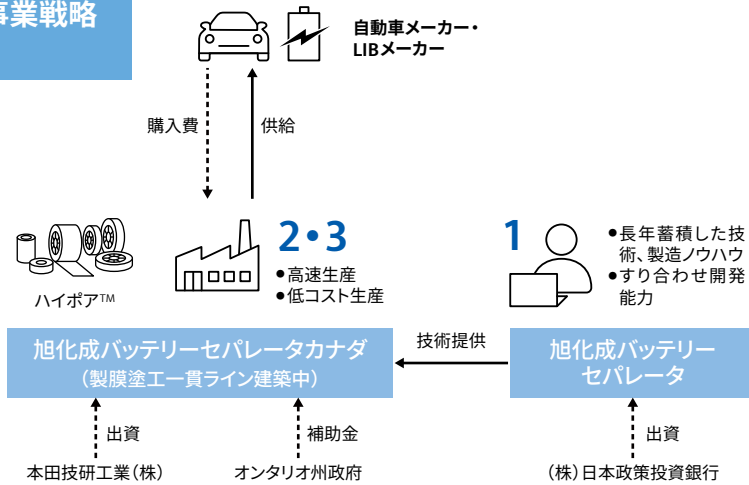 事業戦略
自動車メーカー・
LIBメーカー
購入費
供給
2・3
●高速生産
●低コスト生産
1
●長年蓄積した技
術、製造ノウハウ
●すり合わせ開発
能力
ハイポア™
旭化成バッテリーセパレータカナダ
（製膜塗工一貫ライン建築中）
技術提供
旭化成バッテリー
セパレータ
出資
補助金
出資
本田技研工業（株）
オンタリオ州政府
（株）日本政策投資銀行